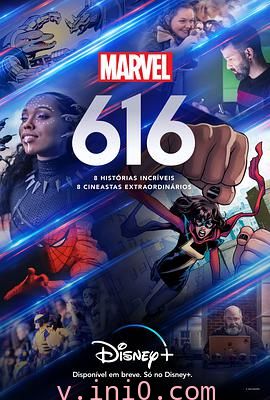 MARVEL
616
8 HISTÓRIAS INCRÍVEIS
8 CINEASTAS EXTRAORDINÁRIOS
Disney+
Disponível em breve. Só no Disney+.
v.ini0.com